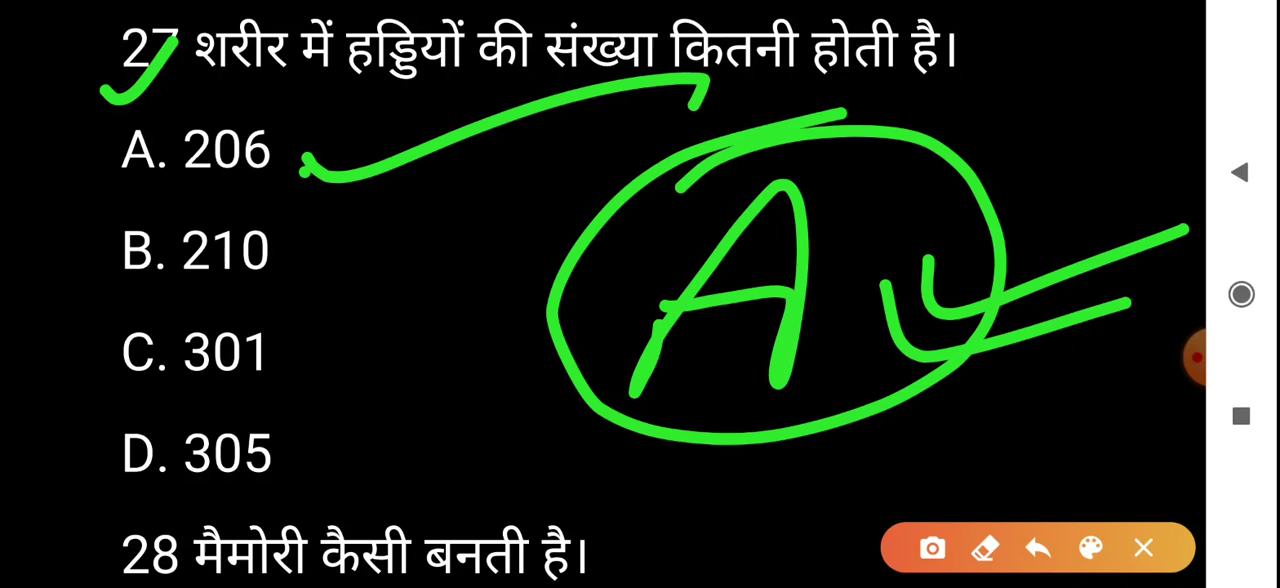 27 शरीर में हड्डियों की संख्या कितनी होती है।
A. 206
A
B. 210
C. 301
D. 305
28 मैमोरी कैसी बनती है।